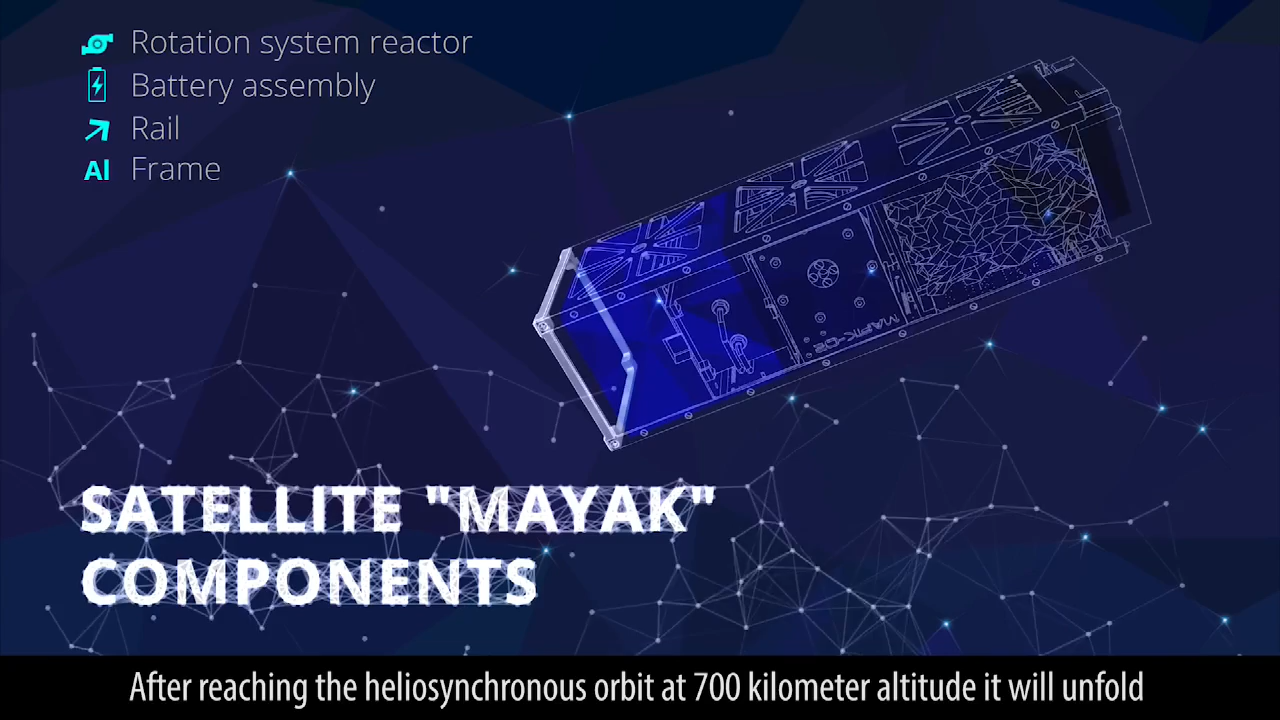 Rotation system reactor
Battery assembly
Rail
Al Frame
SATELLITE "MAYAK"
COMPONENTS
After reaching the heliosynchronous orbit at 700 kilometer altitude it will unfold